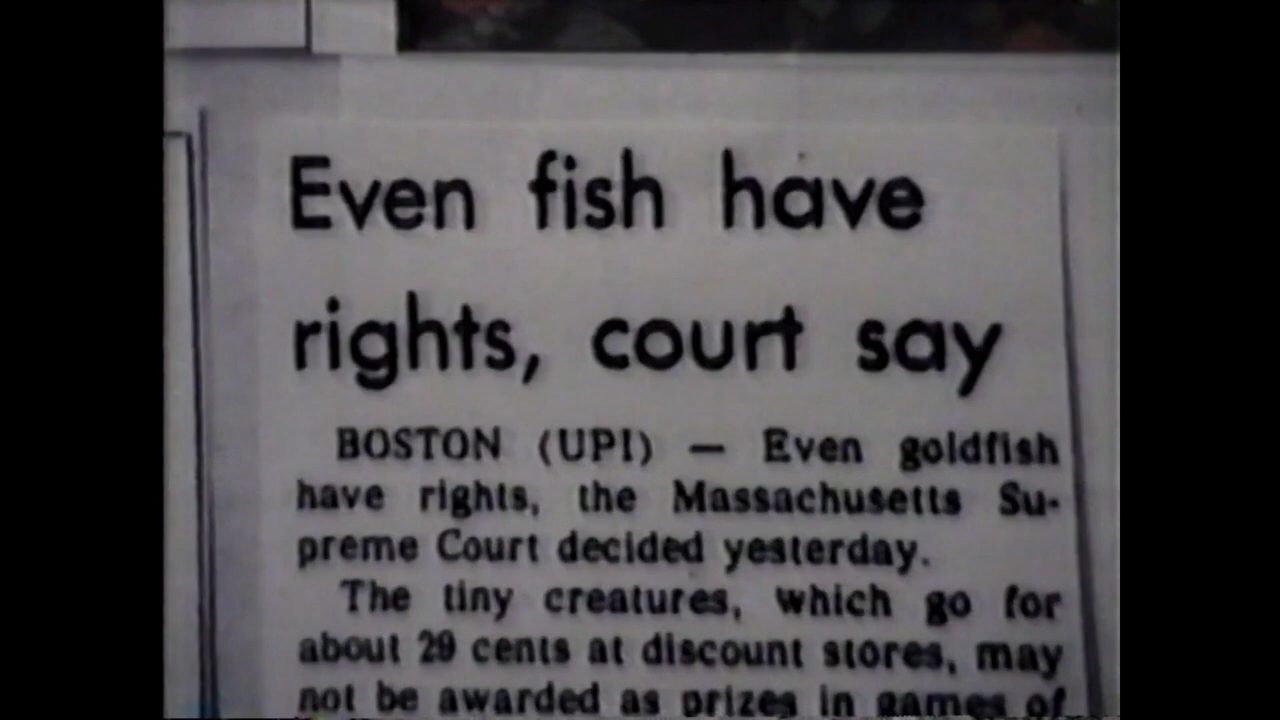 Even fish have
rights, court say
BOSTON (UPI) — Even goldfish
have rights, the Massachusetts Su-
preme Court decided yesterday.
The tiny creatures, which go for
about 29 cents at discount stores, may
not be awarded as prizes in games of